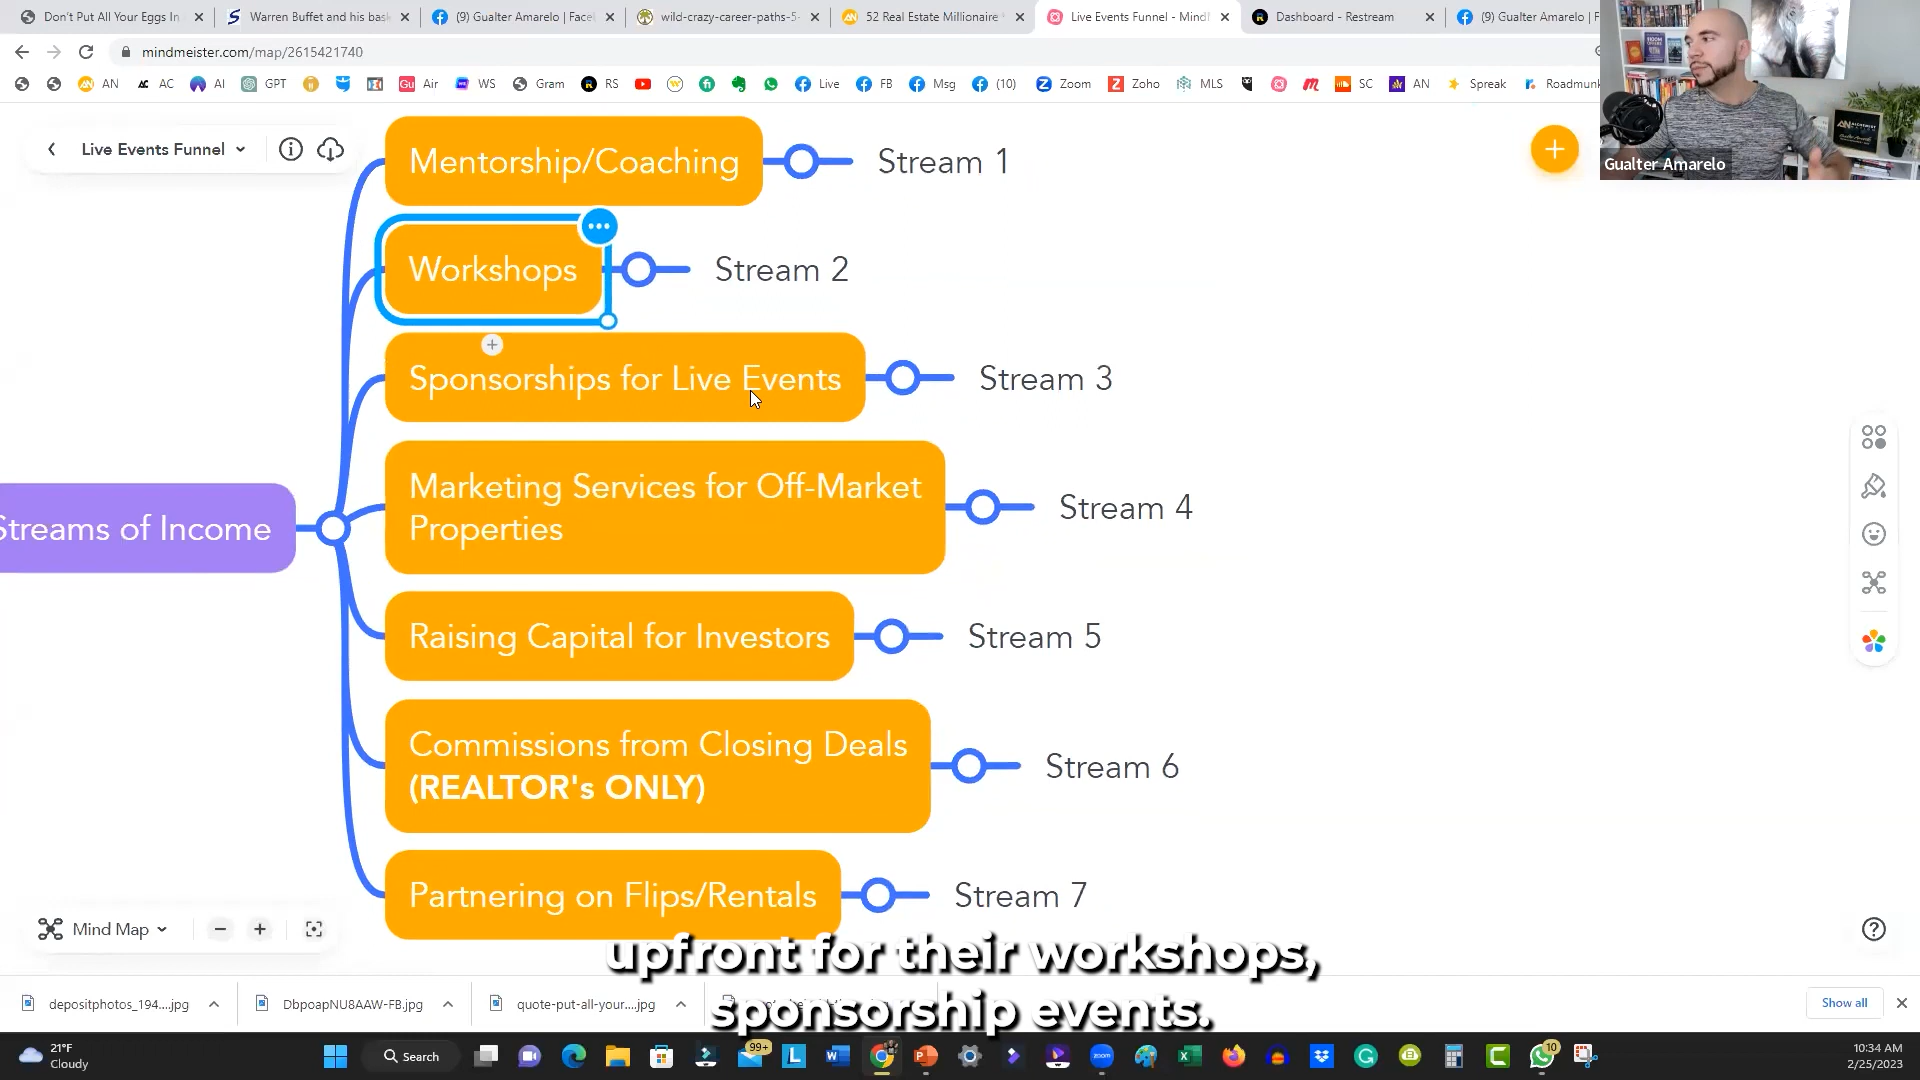 Don't Put All Your Eggs In
Warren Buffet and his bask
(9) Gualter Amarelo | Facel
wild-crazy-career-paths-5-
52 Real Estate Millionaire
Live Events Funnel - Mindl
Dashboard - Restream
(9) Gualter Amarelo | F
mindmeister.com/map/2615421740
AN
AC
AI
GPT
Air
WS
Gram
RS
Live
FB
Msg
(10)
Zoom
Zoho
MLS
SC
AN
Spreak
Roadmunk
Gualter Amarelo
Live Events Funnel
Mentorship/Coaching
Stream 1
Workshops
Stream 2
Sponsorships for Live Events
Stream 3
Marketing Services for Off-Market
Properties
Stream 4
Streams of Income
Raising Capital for Investors
Stream 5
Commissions from Closing Deals
(REALTOR's ONLY)
Stream 6
Partnering on Flips/Rentals
Stream 7
Mind Map
upfront for their workshops,
sponsorship events.
depositphotos_194....jpg
DbpoapNU8AAW-FB.jpg
quote-put-all-your....jpg
Show all
21°F
Cloudy
Search
99+
10
10:34 AM
2/25/2023